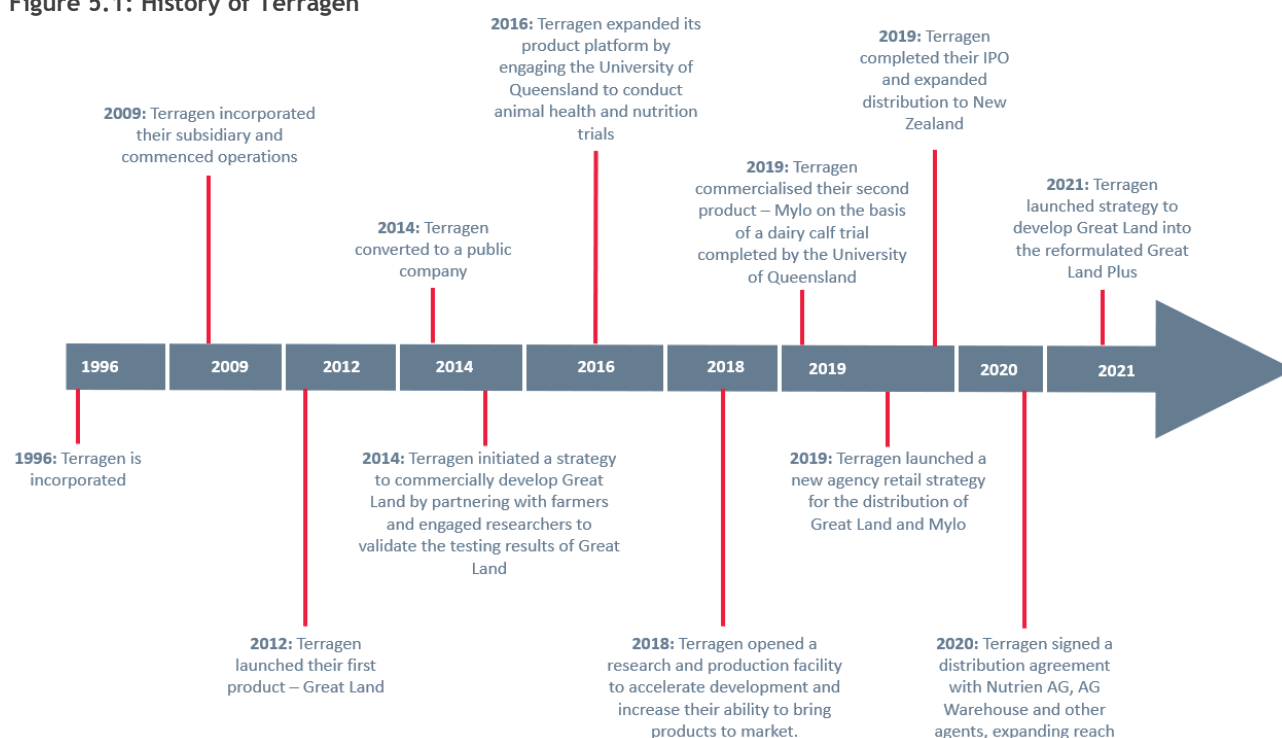 Figure 5.1: History of Terragen
2016: Terragen expanded its
product platform by
engaging the University of
Queensland to conduct
animal health and nutrition
trials
2019: Terragen
completed their IPO
and expanded
distribution to New
Zealand
2009: Terragen incorporated
their subsidiary and
commenced operations
2019: Terragen
commercialised their second
product – Mylo on the basis
of a dairy calf trial
completed by the University
of Queensland
2021: Terragen
launched strategy to
develop Great Land into
the reformulated Great
Land Plus
2014: Terragen
converted to a public
company
1996
2009
2012
2014
2016
2018
2019
2020
2021
1996: Terragen is
incorporated
2014: Terragen initiated a strategy
to commercially develop Great
Land by partnering with farmers
and engaged researchers to
validate the testing results of Great
Land
2019: Terragen launched a
new agency retail strategy
for the distribution of
Great Land and Mylo
2012: Terragen
launched their first
product – Great Land
2018: Terragen opened a
research and production facility
to accelerate development and
increase their ability to bring
products to market.
2020: Terragen signed a
distribution agreement
with Nutrien AG, AG
Warehouse and other
agents, expanding reach